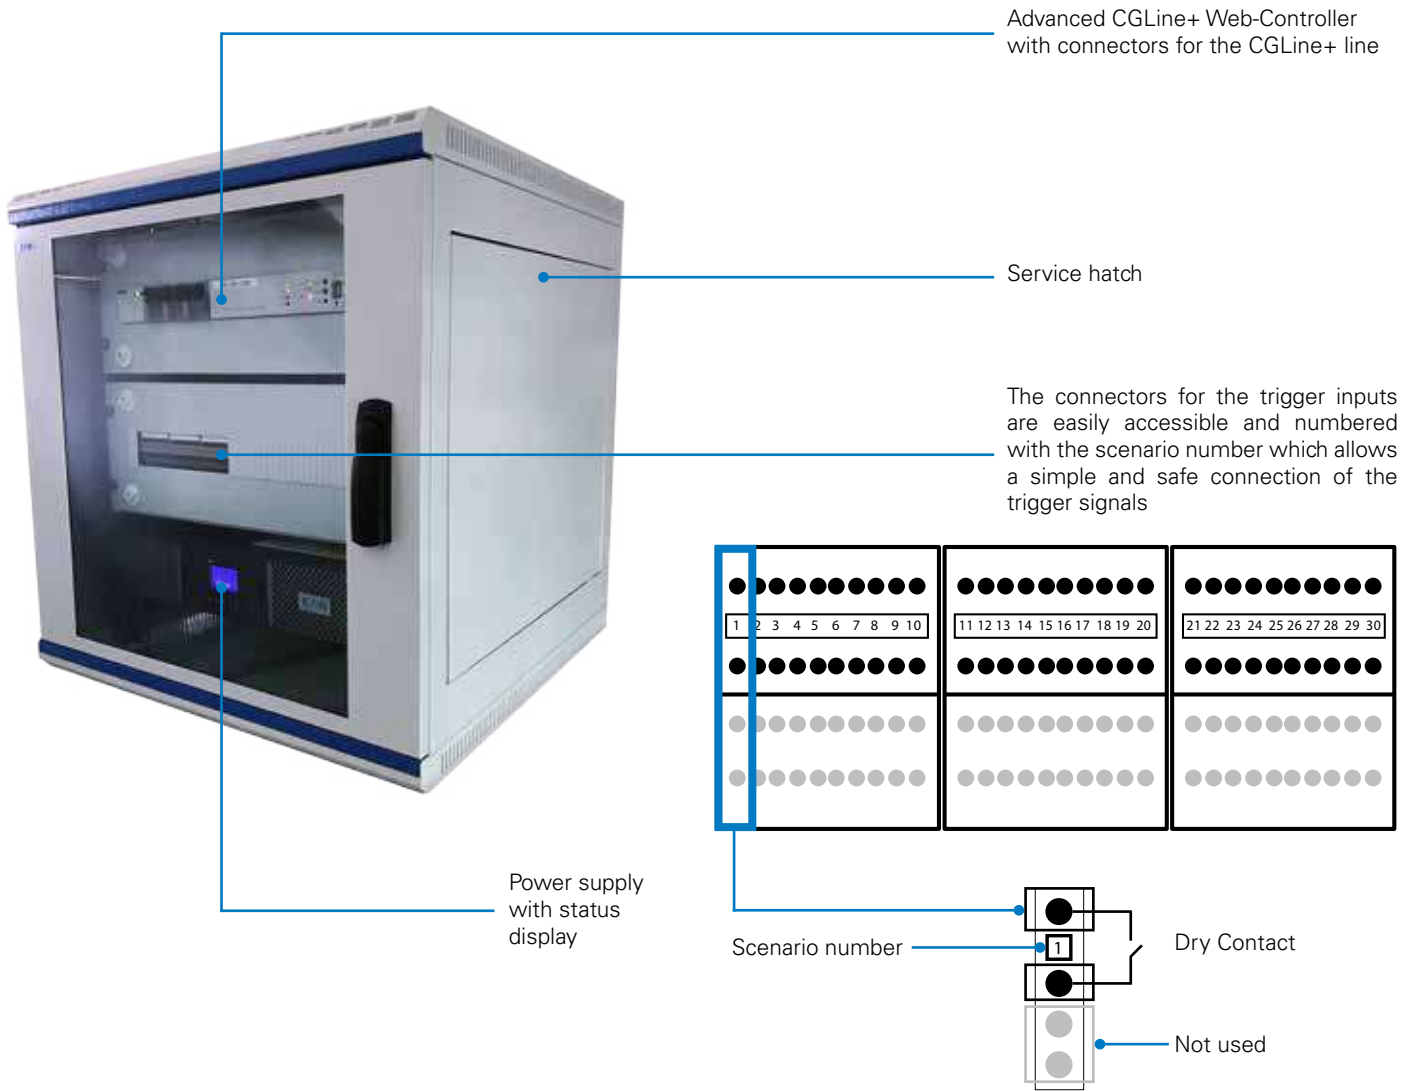 Advanced CGLine+ Web-Controller
with connectors for the CGLine+ line
Service hatch
The connectors for the trigger inputs
are easily accessible and numbered
with the scenario number which allows
a simple and safe connection of the
trigger signals
1 2 3 4 5 6 7 8 9 10
11 12 13 14 15 16 17 18 19 20
21 22 23 24 25 26 27 28 29 30
Power supply
with status
display
Scenario number
1
Dry Contact
Not used